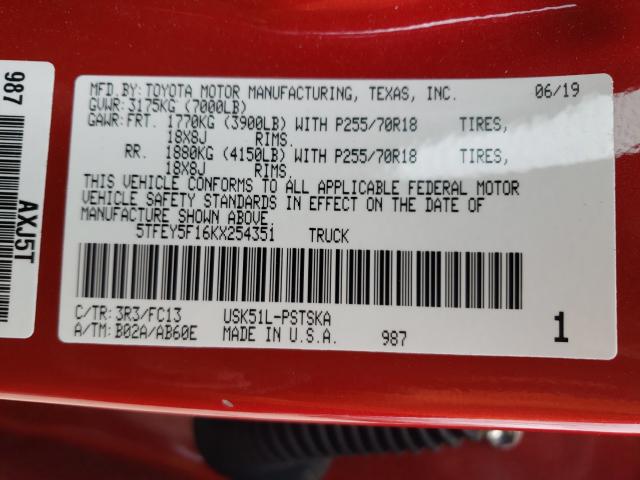 987
AXJ5T
MFD.BY: TOYOTA MOTOR MANUFACTURING, TEXAS, INC. 06/19
GVWR: 3175KG (7000LB)
GAWR: FRT. 1770KG (3900LB) WITH P255/70R18 TIRES,
18X8J RIMS.
RR. 1880KG (4150LB) WITH P255/70R18 TIRES,
18X8J RIMS.
THIS VEHICLE CONFORMS TO ALL APPLICABLE FEDERAL MOTOR
VEHICLE SAFETY STANDARDS IN EFFECT ON THE DATE OF
MANUFACTURE SHOWN ABOVE
5TFEY5F16KX254351 TRUCK
C/TR: 3R3/FC13 USK51L-PSTSKA
A/TM: B02A/AB60E MADE IN U.S.A. 987 1